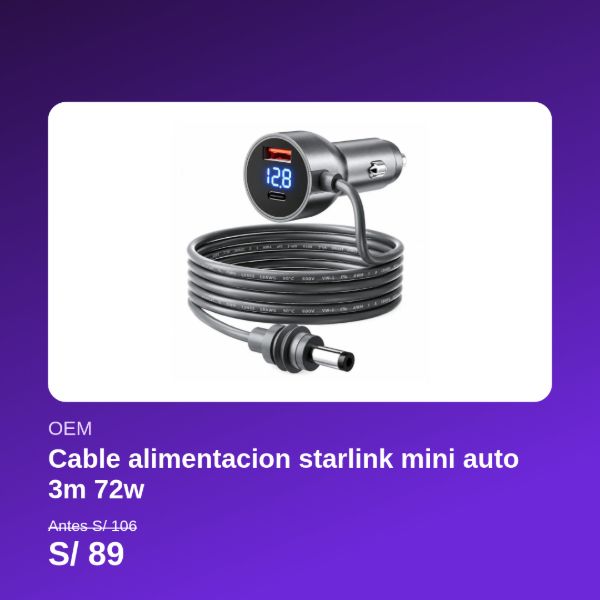 12.8
OEM
Cable alimentacion starlink mini auto
3m 72w
Antes S/ 106
S/ 89